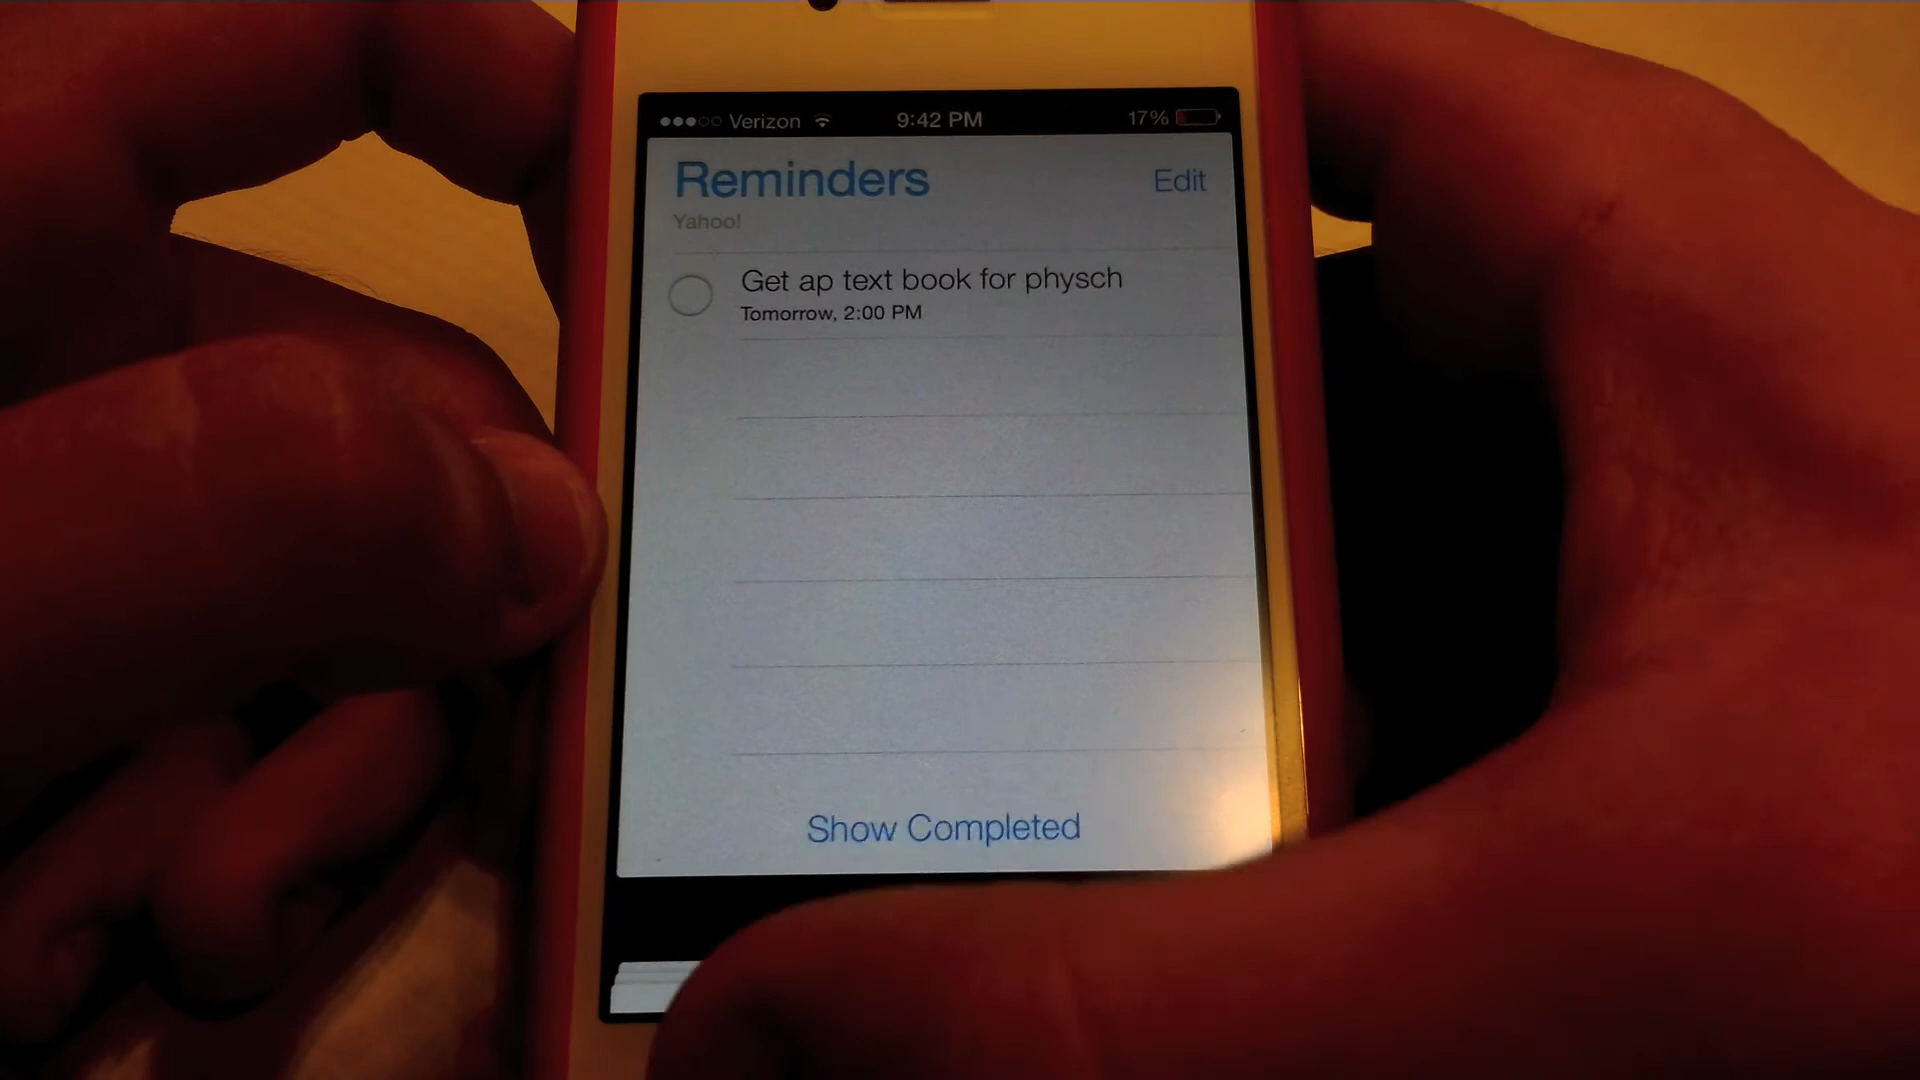 Verizon 9:42 PM 17%
Reminders Edit
Yahoo!
Get ap text book for physch
Tomorrow, 2:00 PM
Show Completed